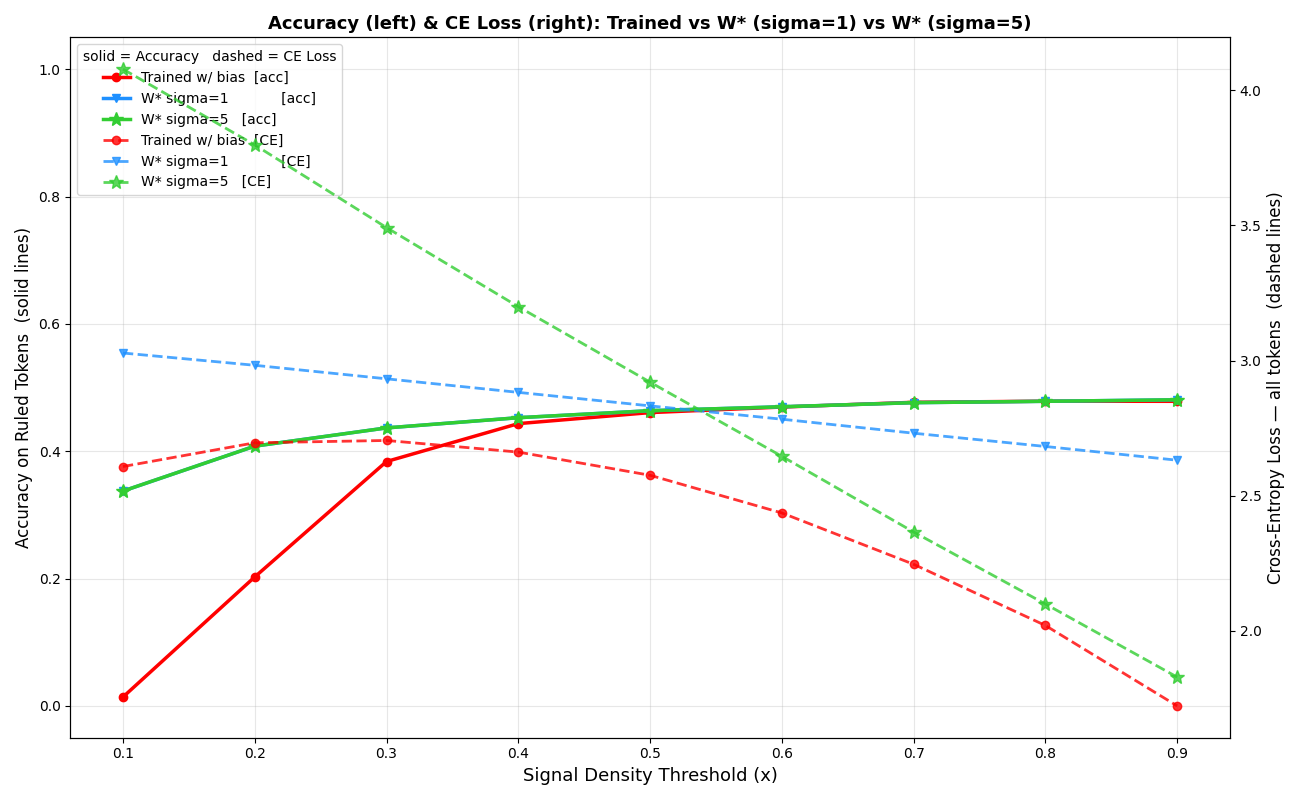 Accuracy (left) & CE Loss (right): Trained vs W* (sigma=1) vs W* (sigma=5)
solid = Accuracy   dashed = CE Loss
Trained w/ bias  [acc]
W* sigma=1            [acc]
W* sigma=5   [acc]
Trained w/ bias  [CE]
W* sigma=1            [CE]
W* sigma=5   [CE]
Accuracy on Ruled Tokens  (solid lines)
1.0
0.8
0.6
0.4
0.2
0.0
0.1 0.2 0.3 0.4 0.5 0.6 0.7 0.8 0.9
Signal Density Threshold (x)
4.0
3.5
3.0
2.5
2.0
Cross-Entropy Loss — all tokens  (dashed lines)